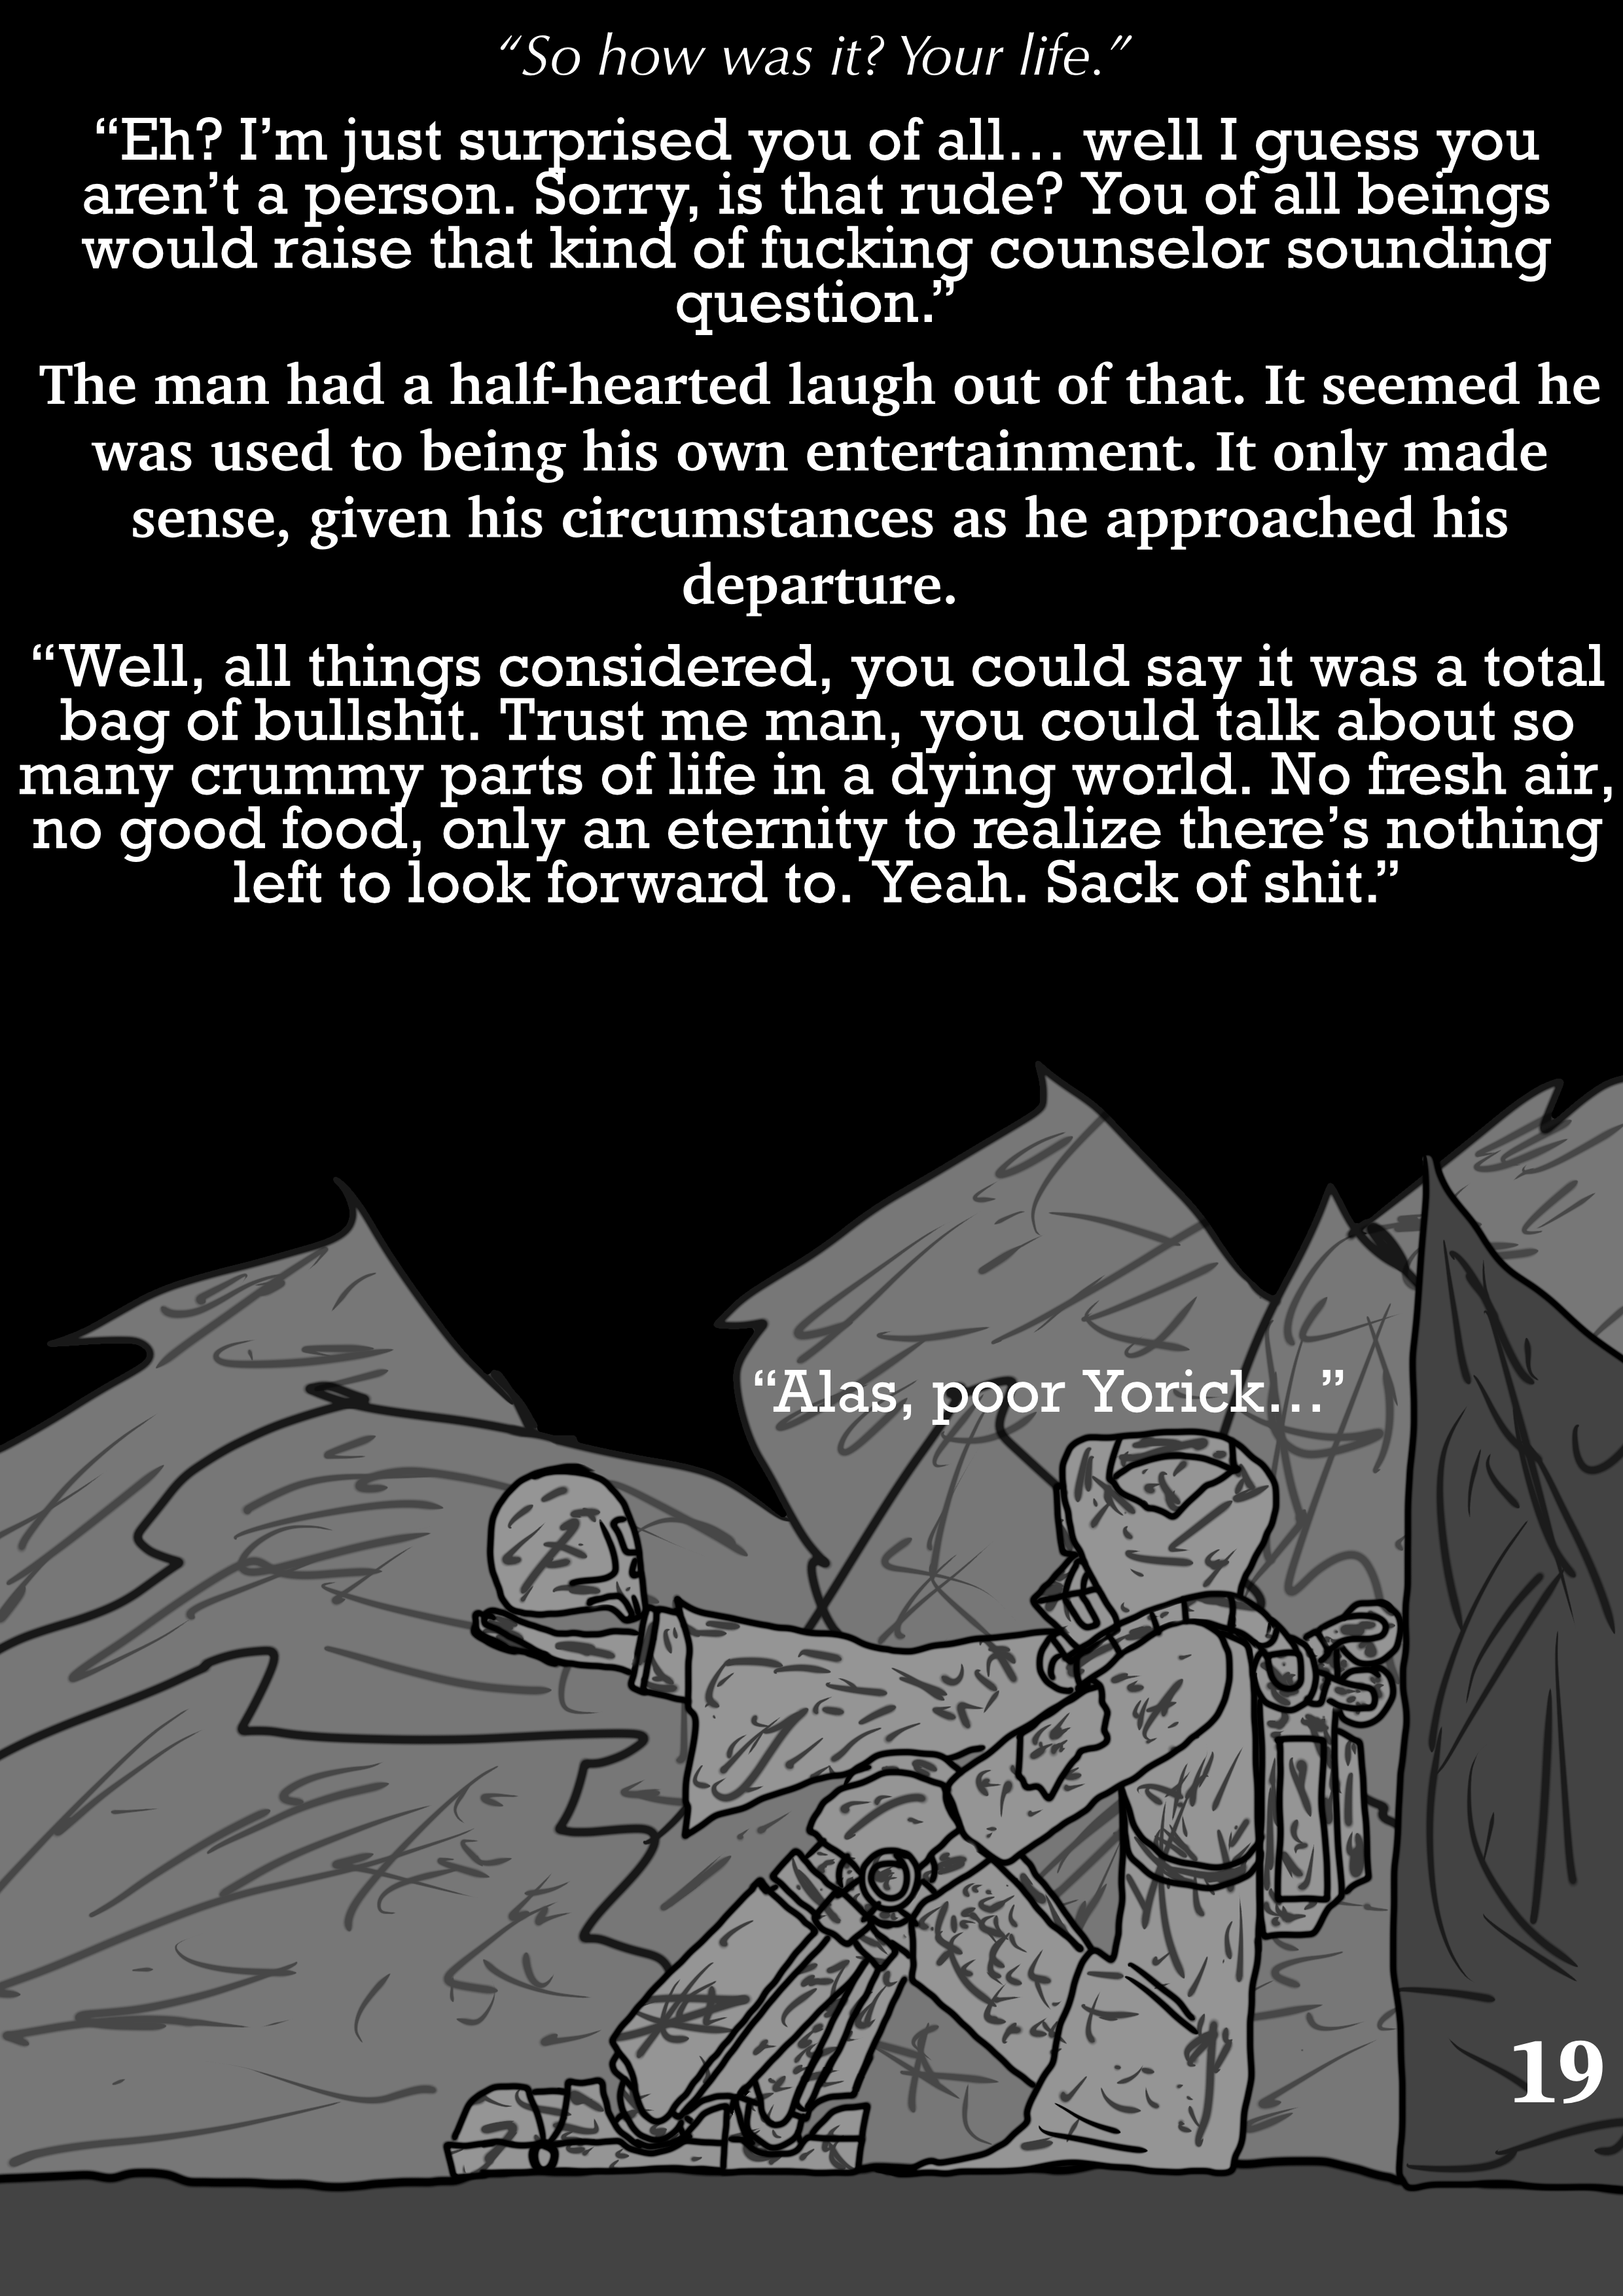 “So how was it? Your life.”
“Eh? I’m just surprised you of all... well I guess you
aren’t a person. Sorry, is that rude? You of all beings
would raise that kind of fucking counselor sounding
question.”
The man had a half-hearted laugh out of that. It seemed he
was used to being his own entertainment. It only made
sense, given his circumstances as he approached his
departure.
“Well, all things considered, you could say it was a total
bag of bullshit. Trust me man, you could talk about so
many crummy parts of life in a dying world. No fresh air,
no good food, only an eternity to realize there’s nothing
left to look forward to. Yeah. Sack of shit.”
“Alas, poor Yorick...”
19